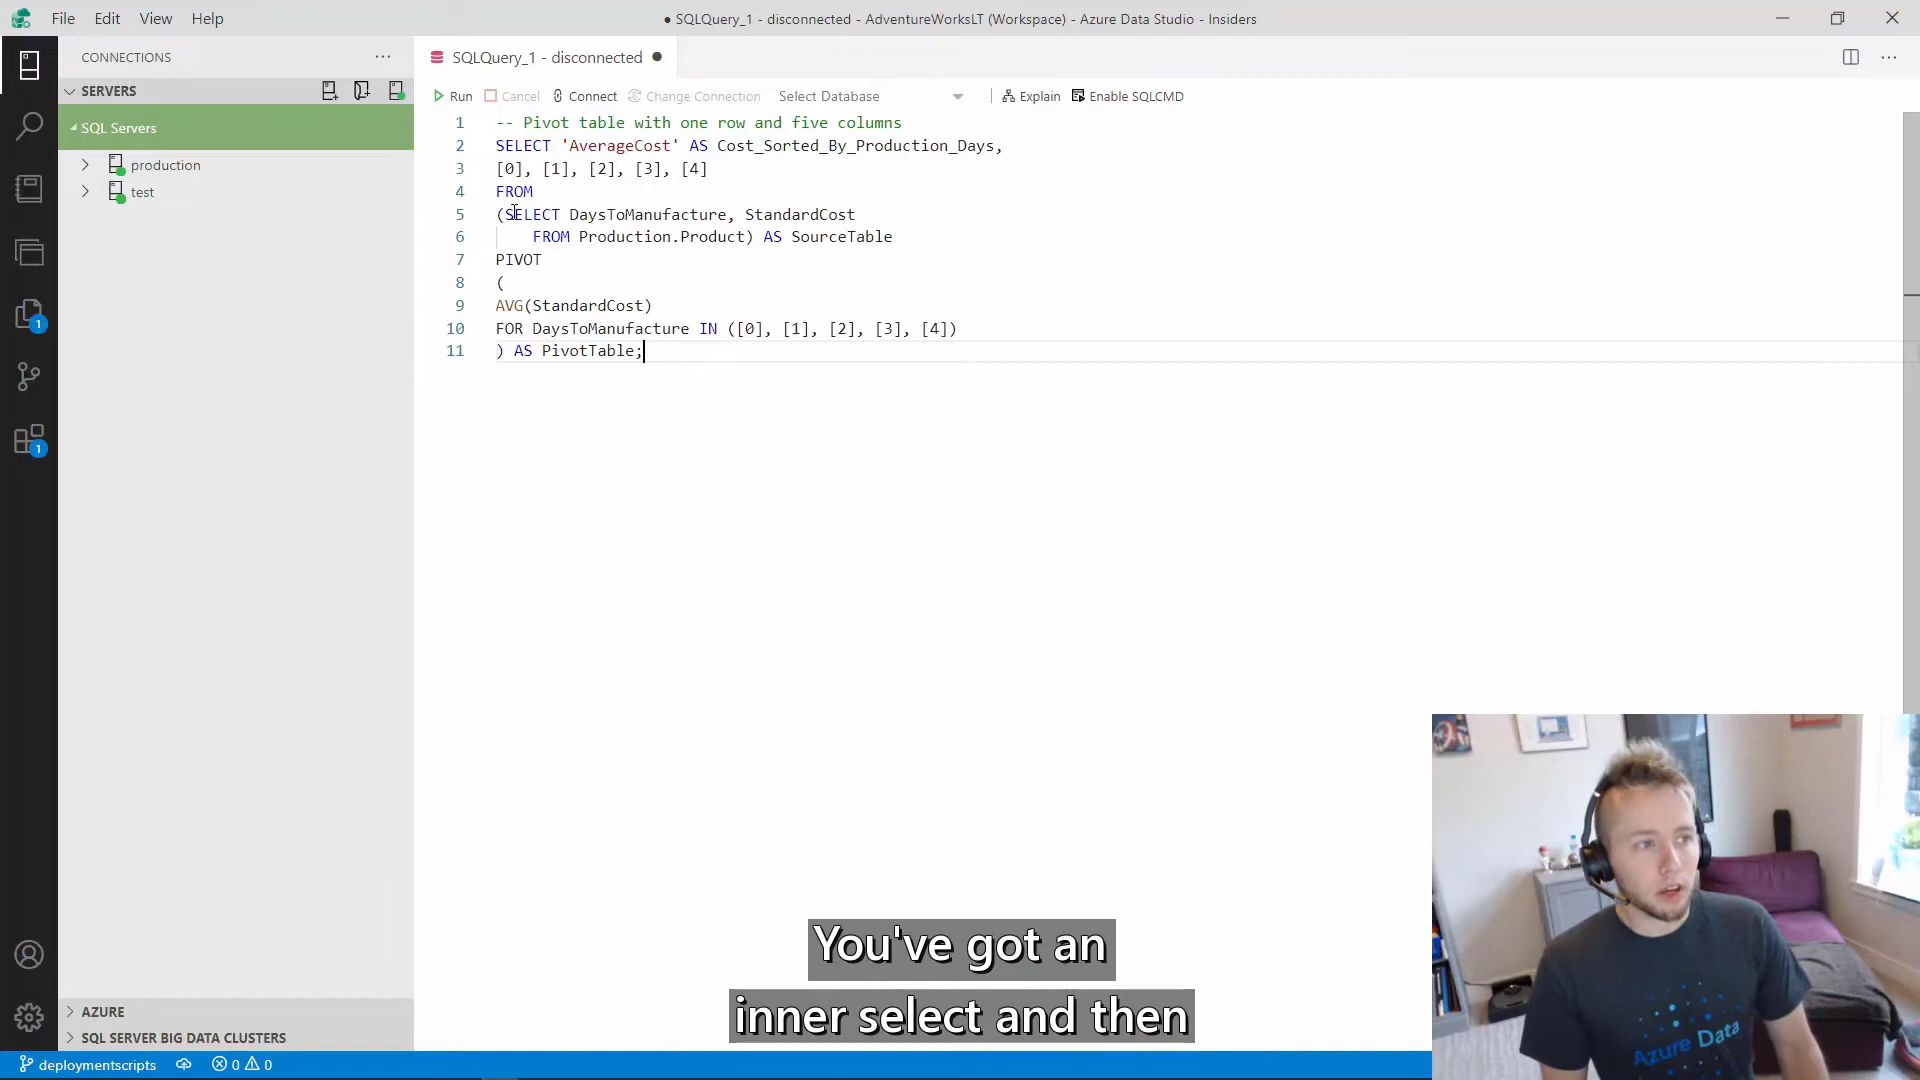 File Edit View Help
● SQLQuery_1 - disconnected - AdventureWorksLT (Workspace) - Azure Data Studio - Insiders
CONNECTIONS
SQLQuery_1 - disconnected
SERVERS
Run Cancel Connect Change Connection Select Database Explain Enable SQLCMD
SQL Servers
production
test
1 -- Pivot table with one row and five columns
2 SELECT 'AverageCost' AS Cost_Sorted_By_Production_Days,
3 [0], [1], [2], [3], [4]
4 FROM
5 (SELECT DaysToManufacture, StandardCost
6 FROM Production.Product) AS SourceTable
7 PIVOT
8 (
9 AVG(StandardCost)
10 FOR DaysToManufacture IN ([0], [1], [2], [3], [4])
11 ) AS PivotTable;
1
1
You've got an
inner select and then
Azure Data
AZURE
SQL SERVER BIG DATA CLUSTERS
deploymentscripts 0 0